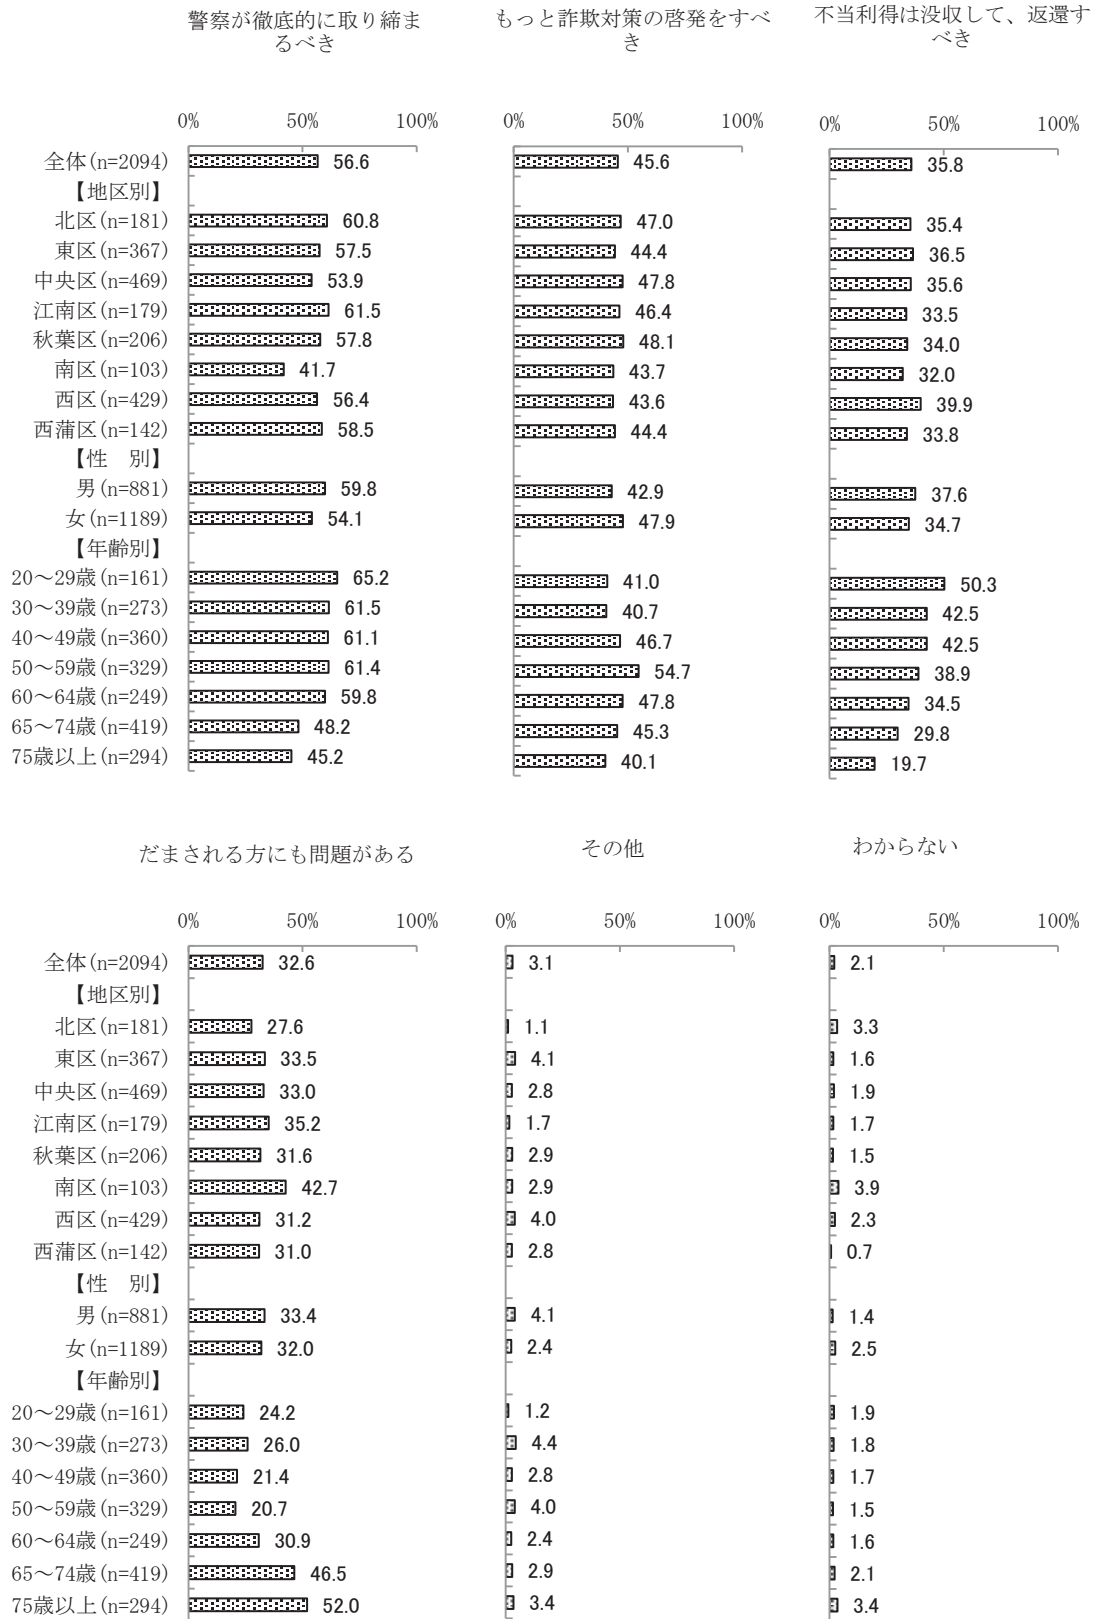 警察が徹底的に取り締ま
るべき
もっと詐欺対策の啓発をすべ
き
不当利得は没収して、返還す
べき
0% 50% 100% 0% 50% 100% 0% 50% 100%
全体(n=2094) 56.6 45.6 35.8
【地区別】
北区(n=181) 60.8 47.0 35.4
東区(n=367) 57.5 44.4 36.5
中央区(n=469) 53.9 47.8 35.6
江南区(n=179) 61.5 46.4 33.5
秋葉区(n=206) 57.8 48.1 34.0
南区(n=103) 41.7 43.7 32.0
西区(n=429) 56.4 43.6 39.9
西蒲区(n=142) 58.5 44.4 33.8
【性　別】
男(n=881) 59.8 42.9 37.6
女(n=1189) 54.1 47.9 34.7
【年齢別】
20～29歳(n=161) 65.2 41.0 50.3
30～39歳(n=273) 61.5 40.7 42.5
40～49歳(n=360) 61.1 46.7 42.5
50～59歳(n=329) 61.4 54.7 38.9
60～64歳(n=249) 59.8 47.8 34.5
65～74歳(n=419) 48.2 45.3 29.8
75歳以上(n=294) 45.2 40.1 19.7
だまされる方にも問題がある その他 わからない
0% 50% 100% 0% 50% 100% 0% 50% 100%
全体(n=2094) 32.6 3.1 2.1
【地区別】
北区(n=181) 27.6 1.1 3.3
東区(n=367) 33.5 4.1 1.6
中央区(n=469) 33.0 2.8 1.9
江南区(n=179) 35.2 1.7 1.7
秋葉区(n=206) 31.6 2.9 1.5
南区(n=103) 42.7 2.9 3.9
西区(n=429) 31.2 4.0 2.3
西蒲区(n=142) 31.0 2.8 0.7
【性　別】
男(n=881) 33.4 4.1 1.4
女(n=1189) 32.0 2.4 2.5
【年齢別】
20～29歳(n=161) 24.2 1.2 1.9
30～39歳(n=273) 26.0 4.4 1.8
40～49歳(n=360) 21.4 2.8 1.7
50～59歳(n=329) 20.7 4.0 1.5
60～64歳(n=249) 30.9 2.4 1.6
65～74歳(n=419) 46.5 2.9 2.1
75歳以上(n=294) 52.0 3.4 3.4